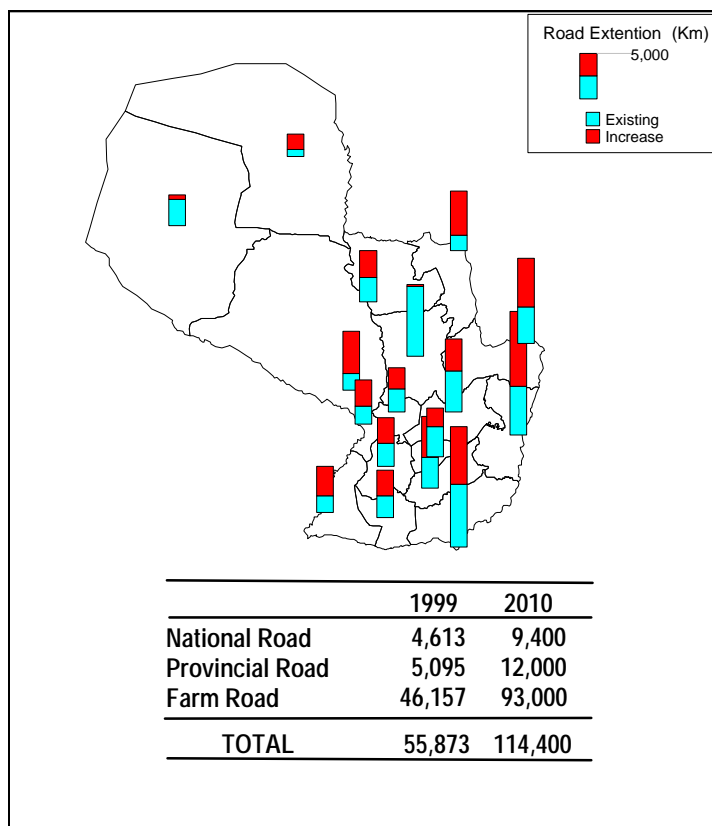 Road Extention (Km)
5,000
Existing
Increase
1999 2010
National Road 4,613 9,400
Provincial Road 5,095 12,000
Farm Road 46,157 93,000
TOTAL 55,873 114,400